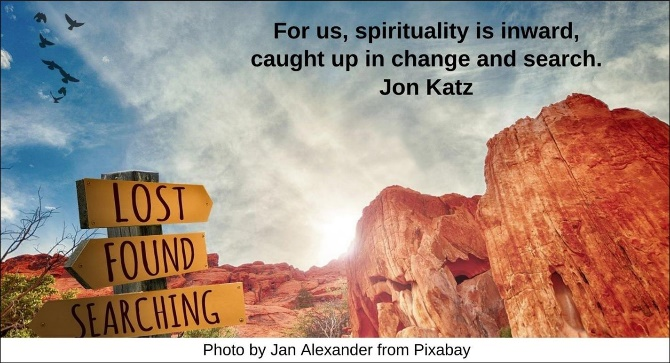 For us, spirituality is inward,
caught up in change and search.
Jon Katz
LOST
FOUND
SEARCHING
Photo by Jan Alexander from Pixabay